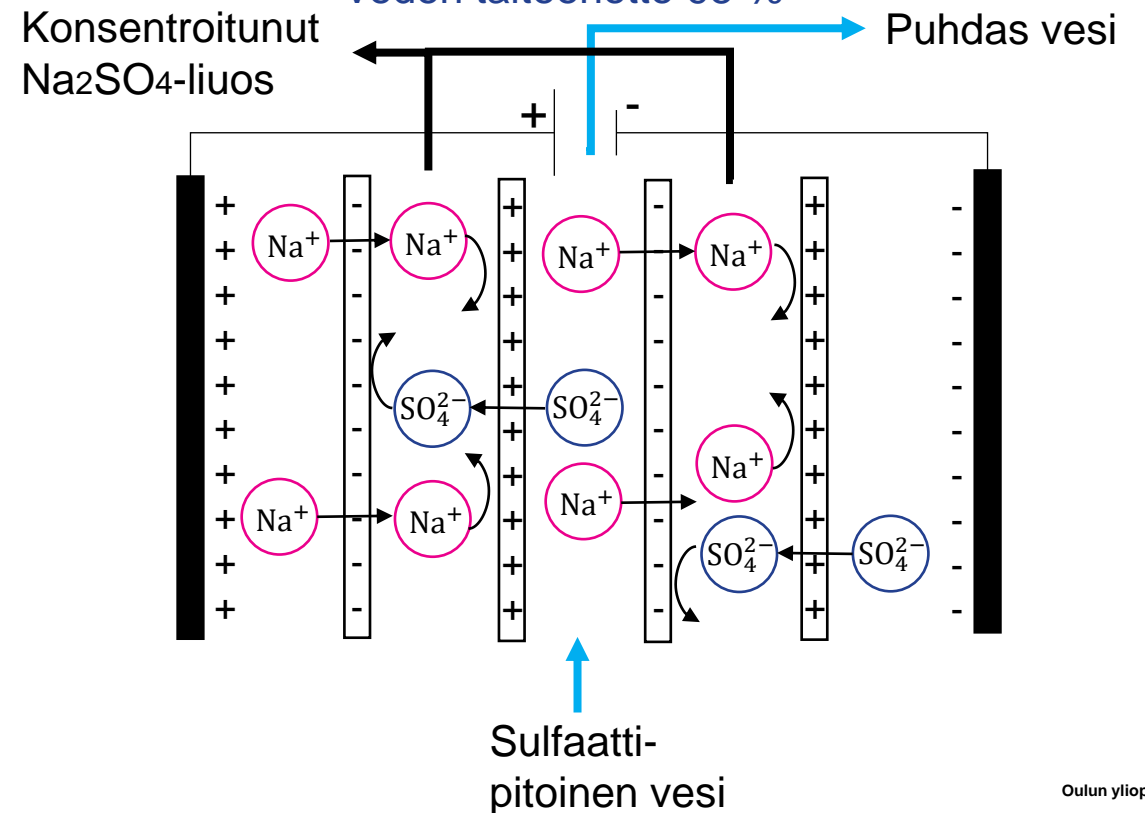 Konsentroitunut
Na2SO4-liuos
Puhdas vesi
+ -
Na+ Na+ Na+ Na+
SO₄²⁻ SO₄²⁻
Na+ Na+ Na+ Na+
SO₄²⁻ SO₄²⁻
Sulfaatti-
pitoinen vesi